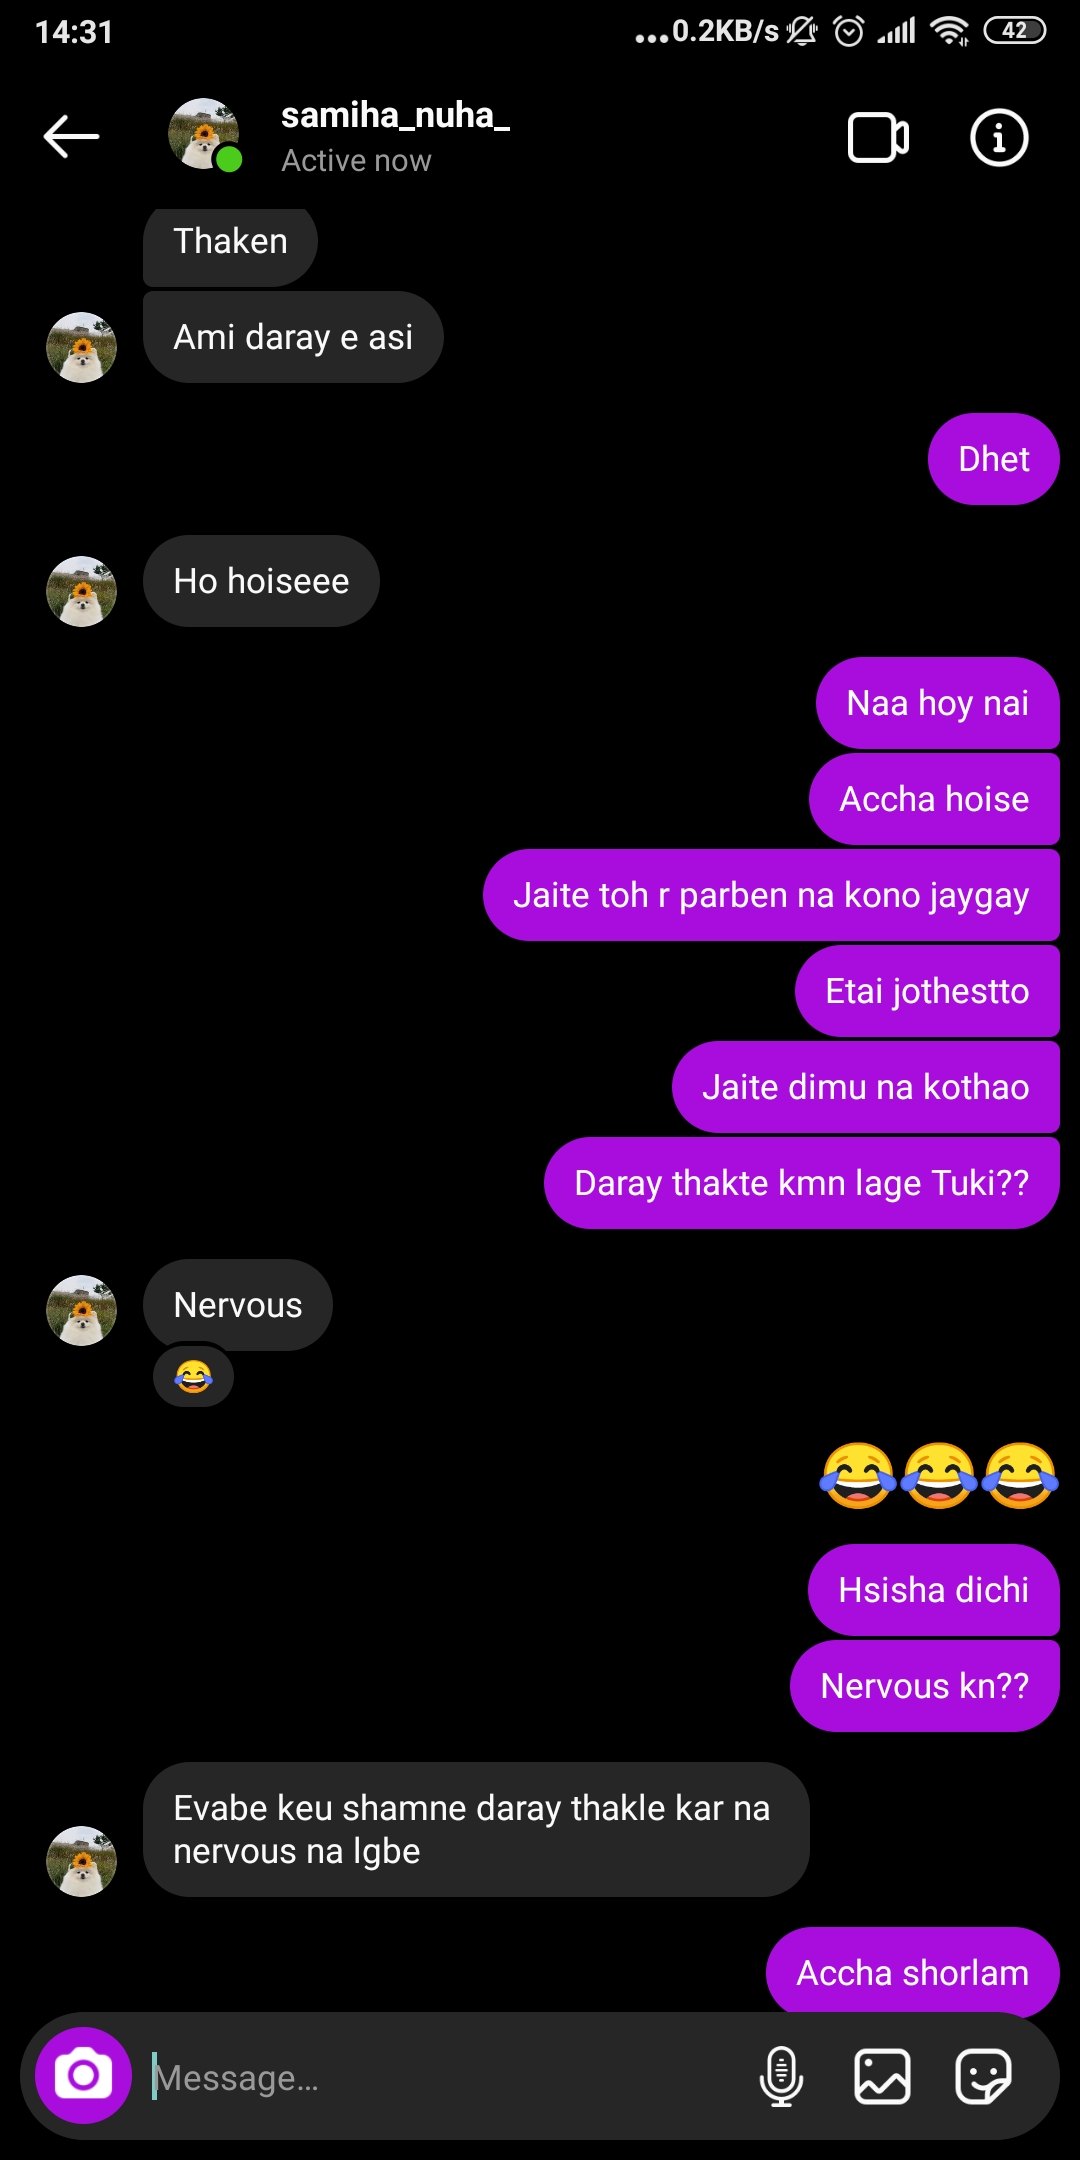 14:31
...0.2KB/s 42
samiha_nuha_
Active now
Thaken
Ami daray e asi
Dhet
Ho hoiseee
Naa hoy nai
Accha hoise
Jaite toh r parben na kono jaygay
Etai jothestto
Jaite dimu na kothao
Daray thakte kmn lage Tuki??
Nervous
😂
😂😂😂
Hsisha dichi
Nervous kn??
Evabe keu shamne daray thakle kar na
nervous na lgbe
Accha shorlam
Message...